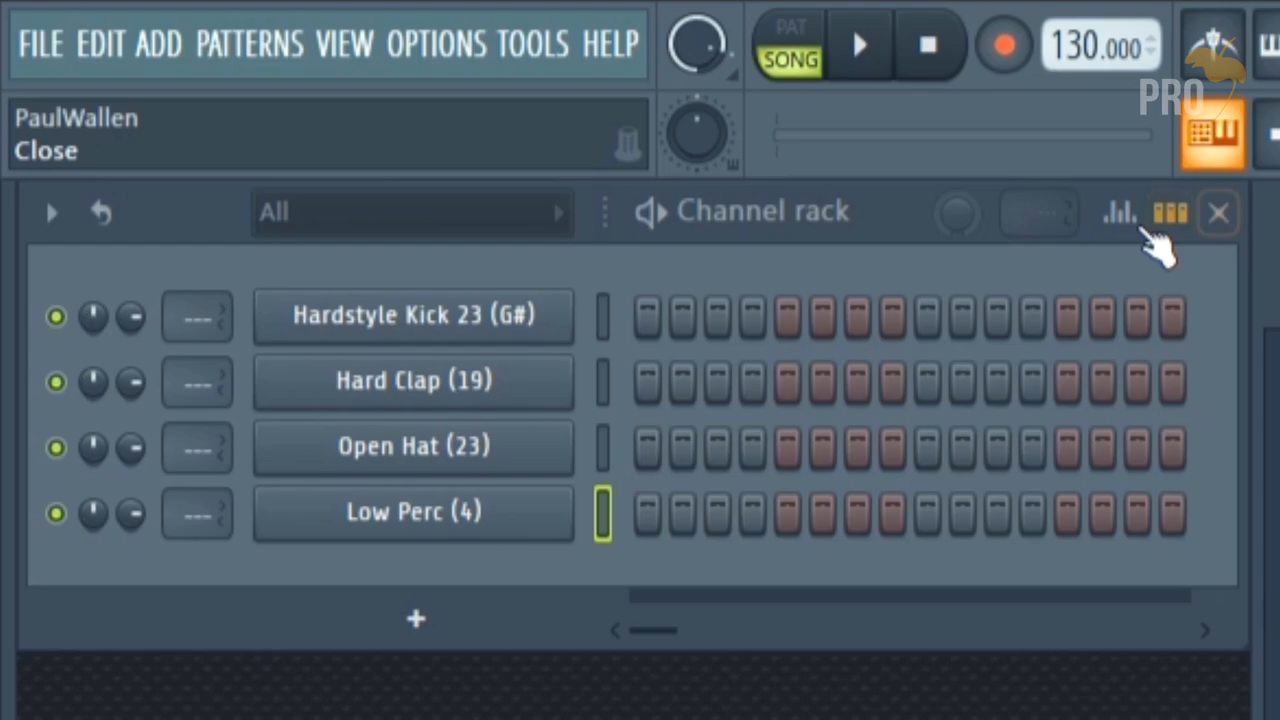 FILE EDIT ADD PATTERNS VIEW OPTIONS TOOLS HELP
PAT
SONG
130.000
PRO
PaulWallen
Close
All
Channel rack
---
Hardstyle Kick 23 (G#)
---
Hard Clap (19)
---
Open Hat (23)
---
Low Perc (4)
---
+